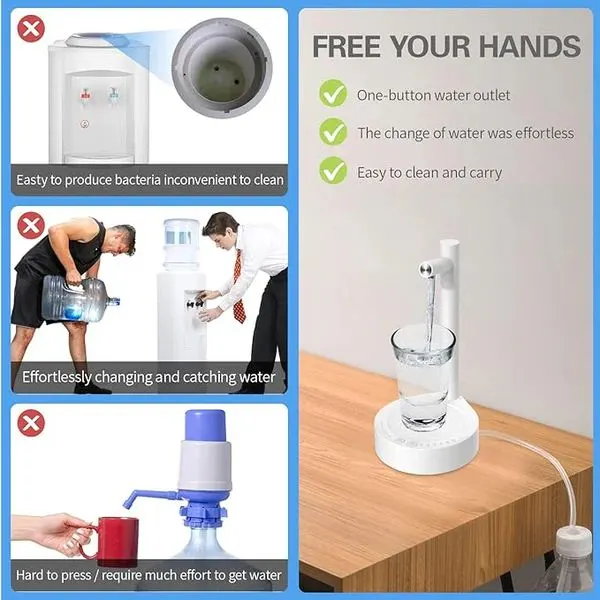 Easty to produce bacteria inconvenient to clean
Effortlessly changing and catching water
Hard to press / require much effort to get water
FREE YOUR HANDS
One-button water outlet
The change of water was effortless
Easy to clean and carry